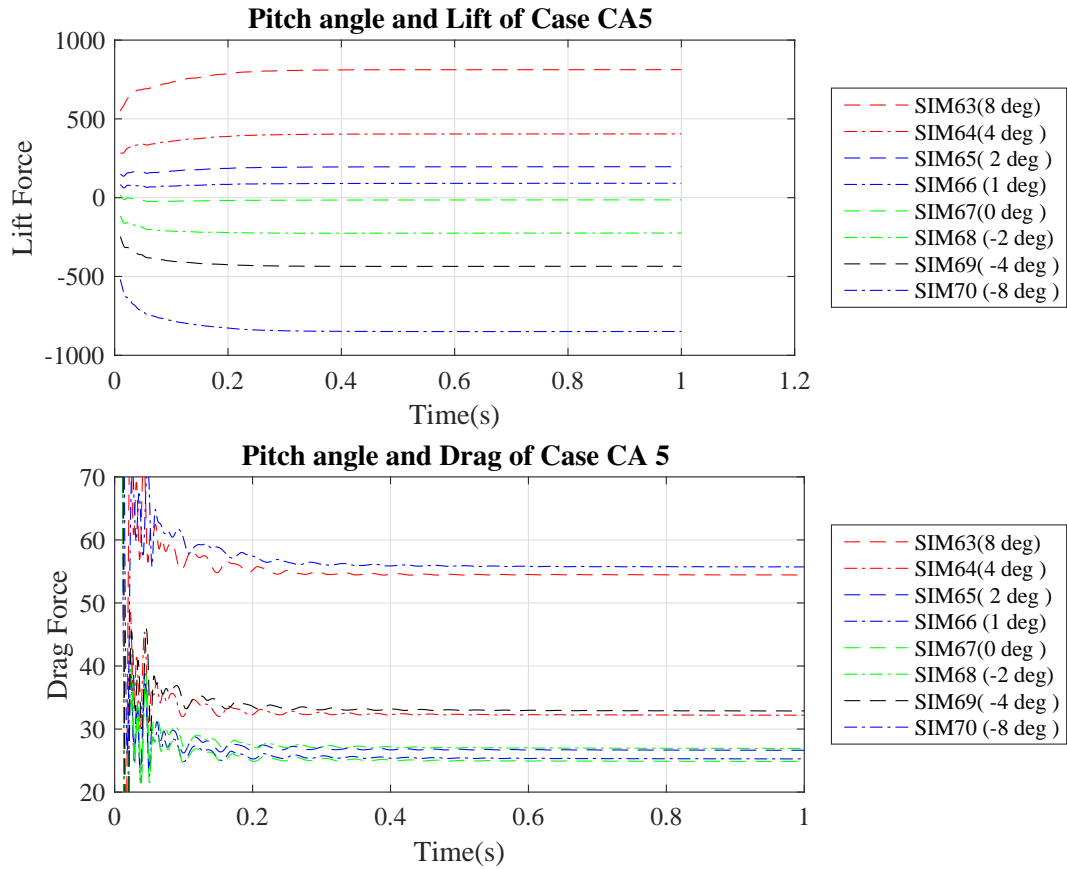 Pitch angle and Lift of Case CA5
1000
500
0
-500
-1000
Lift Force
0
0.2
0.4
0.6
0.8
1
1.2
Time(s)
SIM63(8 deg)
SIM64(4 deg )
SIM65( 2 deg )
SIM66 (1 deg)
SIM67(0 deg )
SIM68 (-2 deg)
SIM69( -4 deg )
SIM70 (-8 deg )
Pitch angle and Drag of Case CA 5
70
60
50
40
30
20
Drag Force
0
0.2
0.4
0.6
0.8
1
Time(s)
SIM63(8 deg)
SIM64(4 deg )
SIM65( 2 deg )
SIM66 (1 deg)
SIM67(0 deg )
SIM68 (-2 deg)
SIM69( -4 deg )
SIM70 (-8 deg )